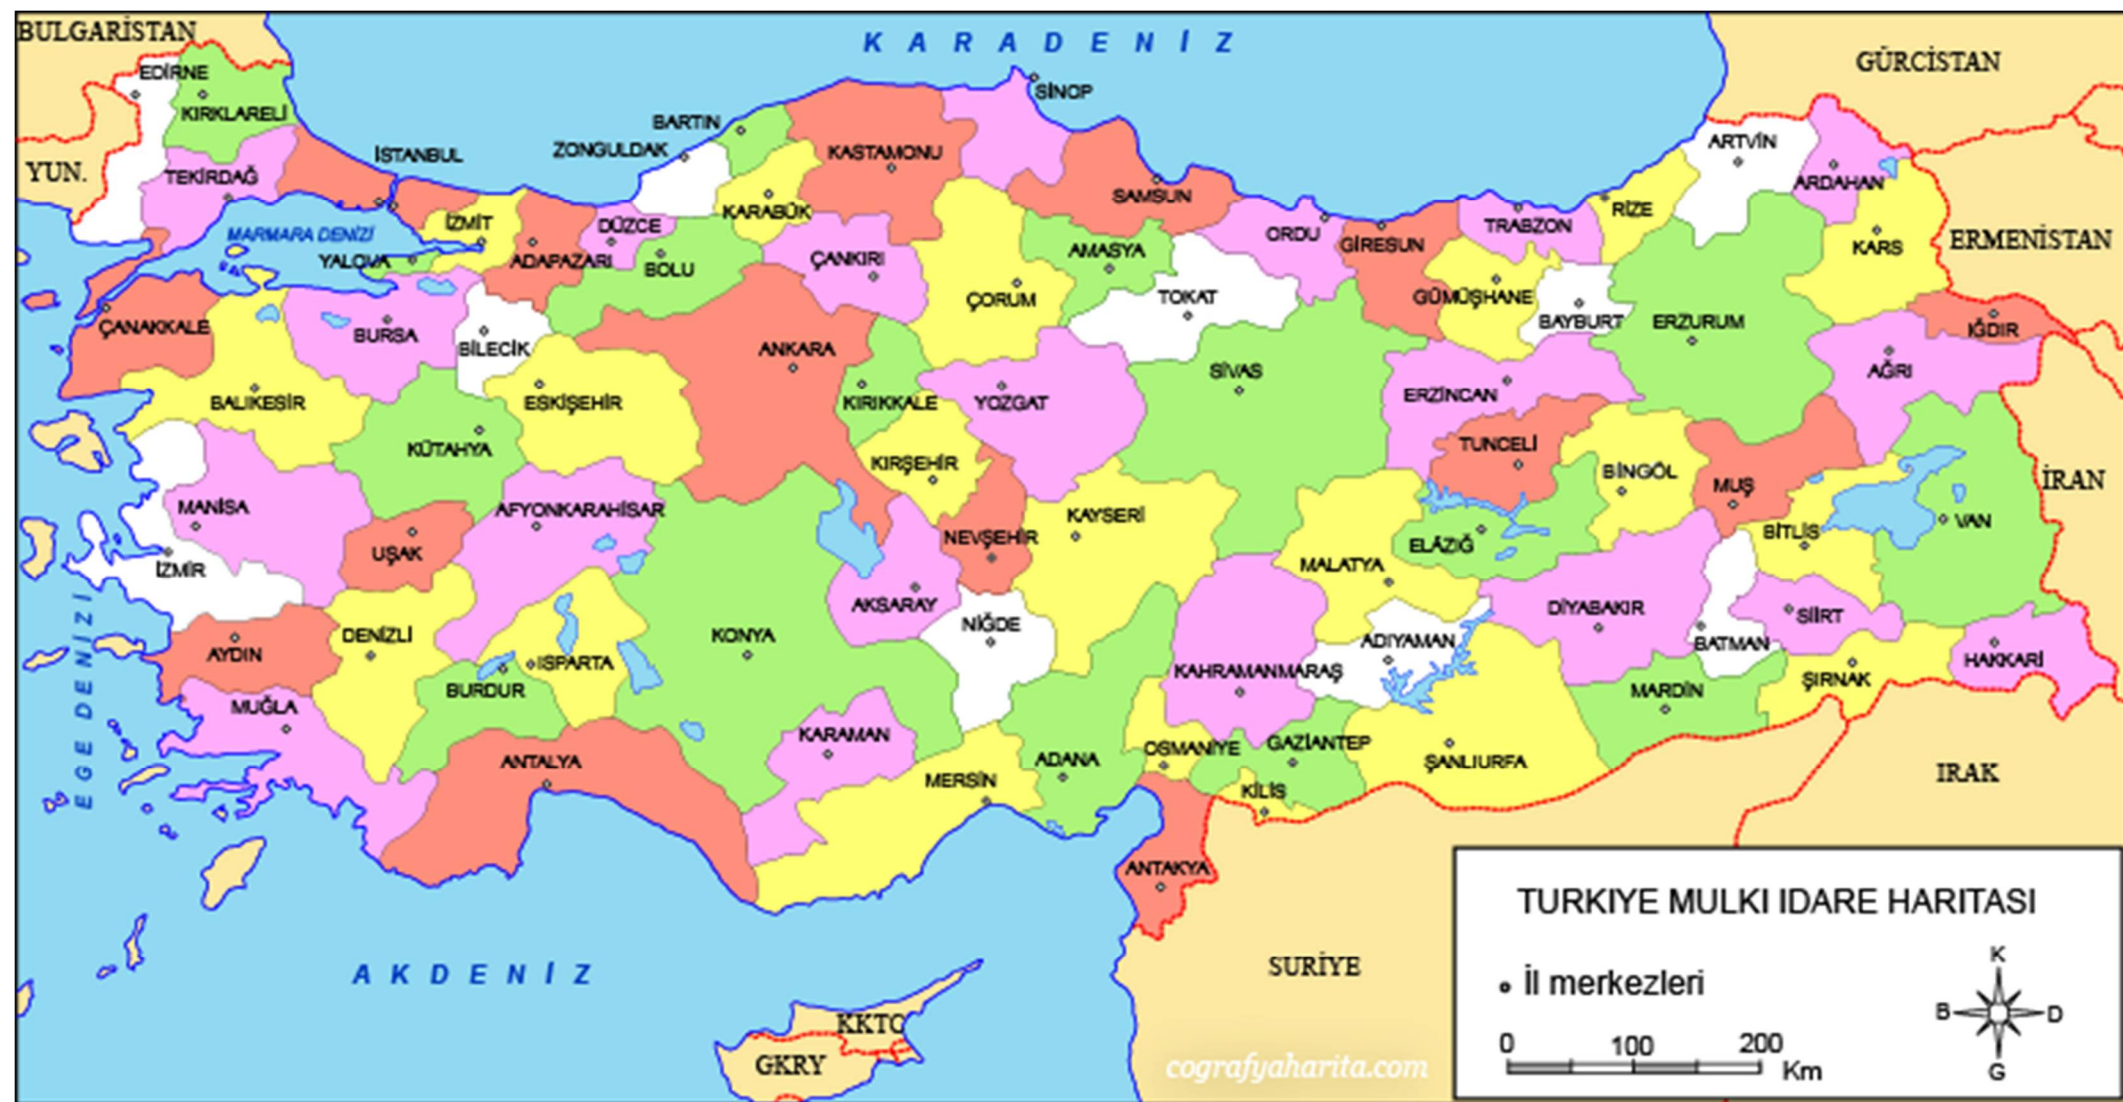 BULGARİSTAN
KARADENİZ
GÜRCİSTAN
EDİRNE
SİNOP
KIRKLARELİ
BARTIN
ARTVİN
ZONGULDAK
İSTANBUL
KASTAMONU
YUN.
TEKİRDAĞ
ARDAHAN
SAMSUN
KARABÜK
RİZE
İZMİT
DÜZCE
TRABZON
ORDU
MARMARA DENİZİ
GİRESUN
ERMENİSTAN
KARS
AMASYA
ÇANKIRI
YALOVA
ADAPAZARI
BOLU
ÇORUM
TOKAT
GÜMÜŞHANE
BAYBURT
ERZURUM
ÇANAKKALE
BURSA
IĞDIR
BİLECİK
ANKARA
SİVAS
AĞRI
ERZİNCAN
BALIKESİR
ESKİŞEHİR
KIRIKKALE
YOZGAT
TUNCELİ
KÜTAHYA
KIRŞEHİR
BİNGÖL
İRAN
MUŞ
MANİSA
AFYONKARAHİSAR
KAYSERİ
VAN
BİTLİS
NEVŞEHİR
ELÂZIĞ
UŞAK
İZMİR
MALATYA
AKSARAY
DİYABAKIR
SİİRT
NİĞDE
DENİZLİ
KONYA
ADIYAMAN
BATMAN
AYDIN
ISPARTA
HAKKARİ
KAHRAMANMARAŞ
BURDUR
MARDİN
ŞIRNAK
EGE DENİZİ
MUĞLA
KARAMAN
OSMANİYE
GAZİANTEP
ANTALYA
ADANA
ŞANLIURFA
IRAK
MERSİN
KİLİS
ANTAKYA
TURKIYE MULKI IDARE HARITASI
AKDENİZ
SURİYE
K
İl merkezleri
B
D
G
KKTC
GKRY
0 100 200
Km
cografyaharita.com